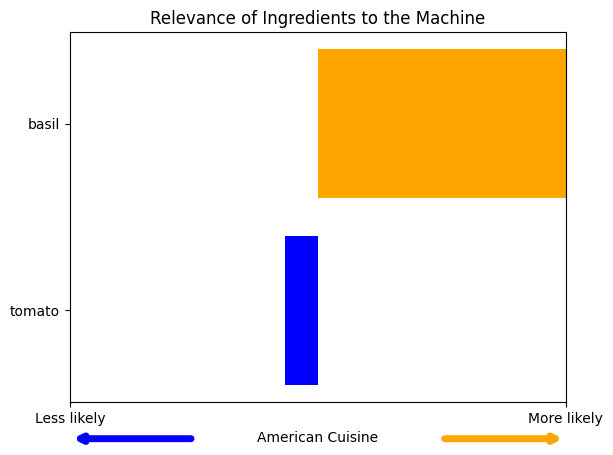 Relevance of Ingredients to the Machine
basil
tomato
Less likely
More likely
American Cuisine